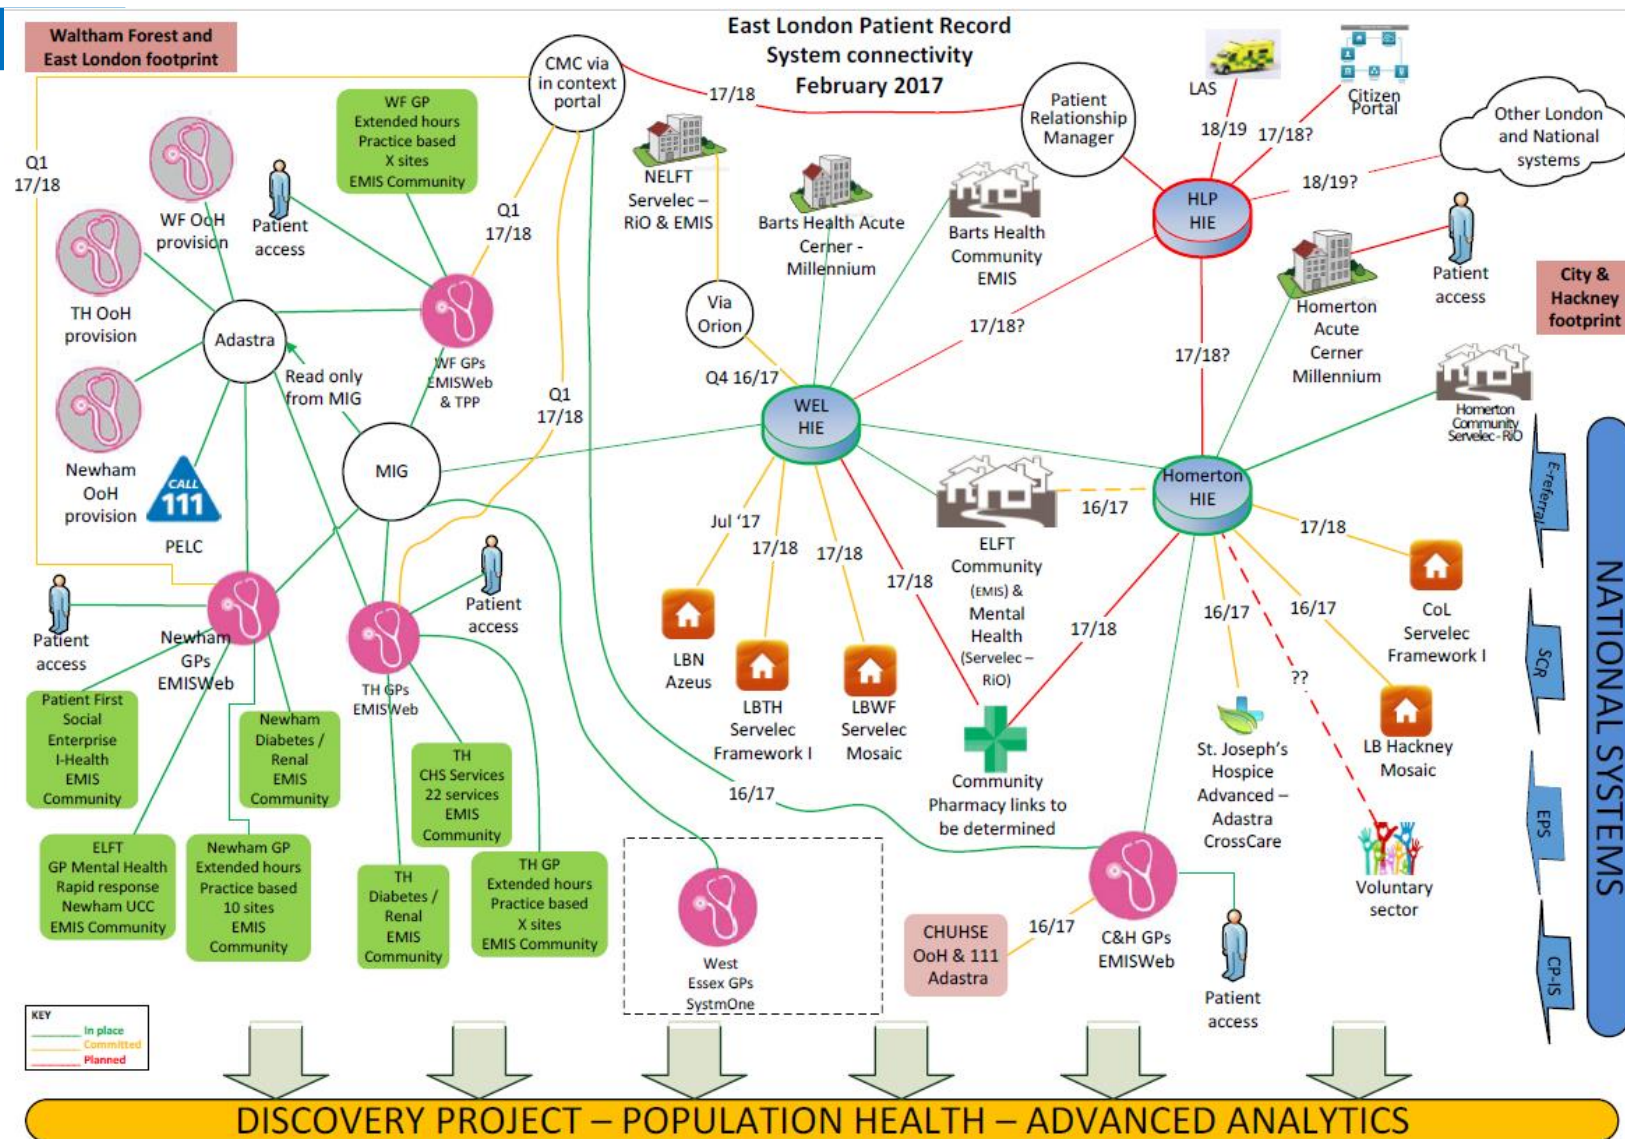 East London Patient Record
System connectivity
February 2017
Waltham Forest and
East London footprint
CMC via
in context
portal
17/18
Patient
Relationship
Manager
LAS
18/19
Citizen
Portal
17/18?
Other London
and National
systems
18/19?
HLP
HIE
Q1
17/18
WF OoH
provision
Patient
access
WF GP
Extended hours
Practice based
X sites
EMIS Community
Q1
17/18
NELFT
Servelec –
RiO & EMIS
Barts Health Acute
Cerner -
Millennium
Barts Health
Community
EMIS
Homerton
Acute
Cerner
Millennium
Patient
access
City &
Hackney
footprint
TH OoH
provision
Adastra
Read only
from MIG
WF GPs
EMISWeb
& TPP
Via
Orion
Q4 16/17
17/18?
17/18?
Homerton
Community
Servelec - RiO
Newham
OoH
provision
CALL
111
PELC
MIG
Q1
17/18
WEL
HIE
Homerton
HIE
16/17
17/18
Jul ‘17
17/18
17/18
17/18
17/18
16/17
16/17
??
ELFT
Community
(EMIS) &
Mental
Health
(Servelec –
RiO)
CoL
Servelec
Framework I
Patient
access
Newham
GPs
EMISWeb
TH GPs
EMISWeb
Patient
access
LBN
Azeus
LBTH
Servelec
Framework I
LBWF
Servelec
Mosaic
Community
Pharmacy links to
be determined
St. Joseph’s
Hospice
Advanced –
Adastra
CrossCare
LB Hackney
Mosaic
Voluntary
sector
Patient First
Social
Enterprise
I-Health
EMIS
Community
Newham
Diabetes /
Renal
EMIS
Community
TH
CHS Services
22 services
EMIS
Community
16/17
ELFT
GP Mental Health
Rapid response
Newham UCC
EMIS Community
Newham GP
Extended hours
Practice based
10 sites
EMIS
Community
TH
Diabetes /
Renal
EMIS
Community
TH GP
Extended hours
Practice based
X sites
EMIS Community
West
Essex GPs
SystmOne
CHUHSE
OoH & 111
Adastra
16/17
C&H GPs
EMISWeb
Patient
access
E-referral
SCR
EPS
CP-IS
NATIONAL SYSTEMS
KEY
In place
Committed
Planned
DISCOVERY PROJECT – POPULATION HEALTH – ADVANCED ANALYTICS